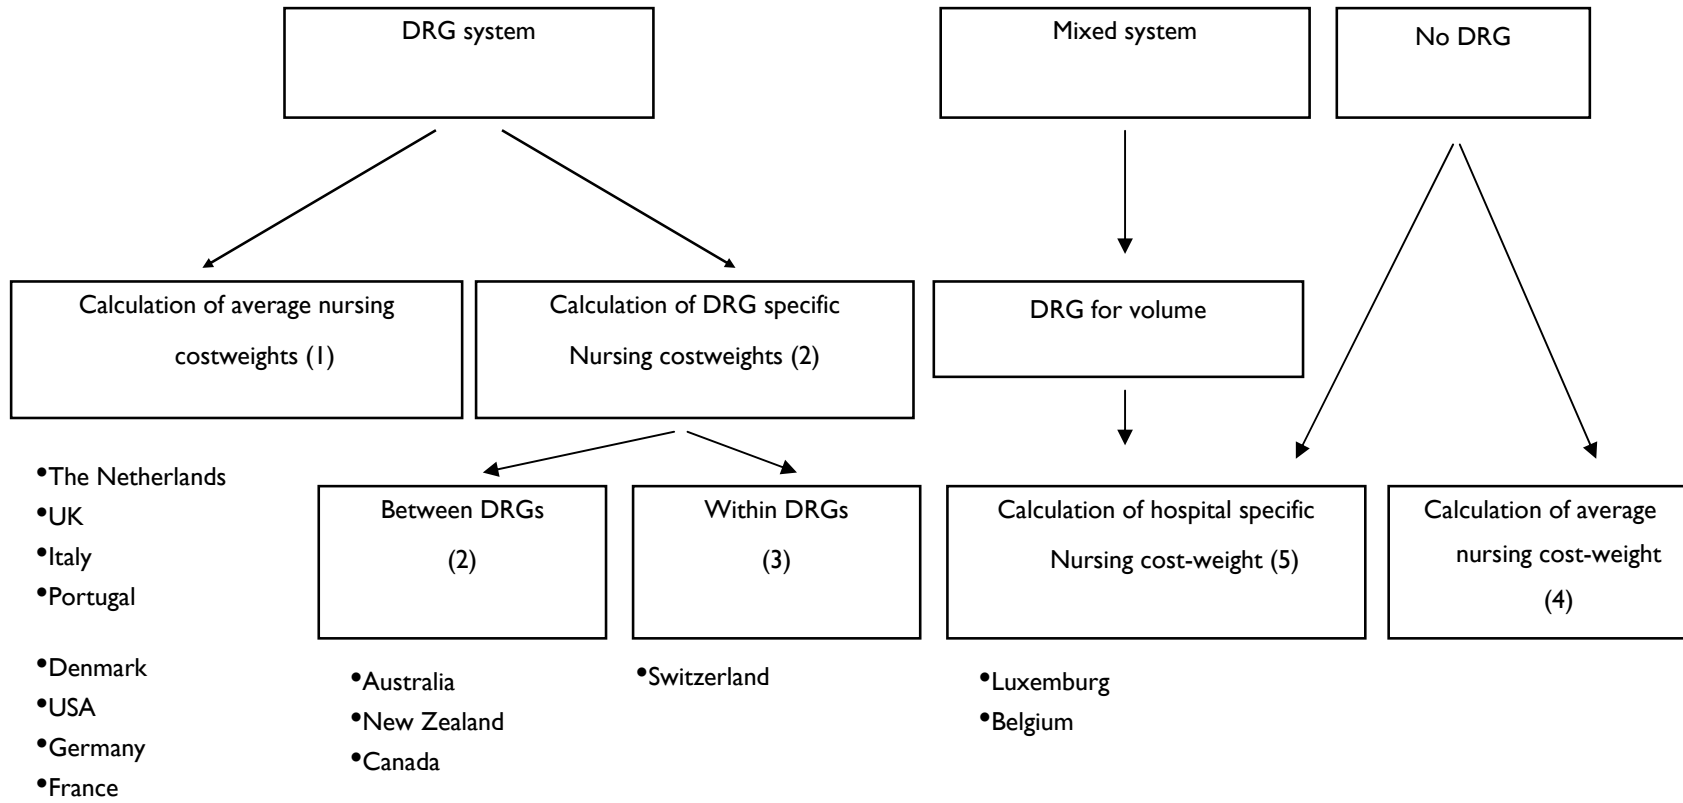 DRG system
Mixed system
No DRG
Calculation of average nursing
costweights (1)
Calculation of DRG specific
Nursing costweights (2)
DRG for volume
•The Netherlands
•UK
•Italy
•Portugal
•Denmark
•USA
•Germany
•France
Between DRGs
(2)
Within DRGs
(3)
Calculation of hospital specific
Nursing cost-weight (5)
Calculation of average
nursing cost-weight
(4)
•Australia
•New Zealand
•Canada
•Switzerland
•Luxemburg
•Belgium